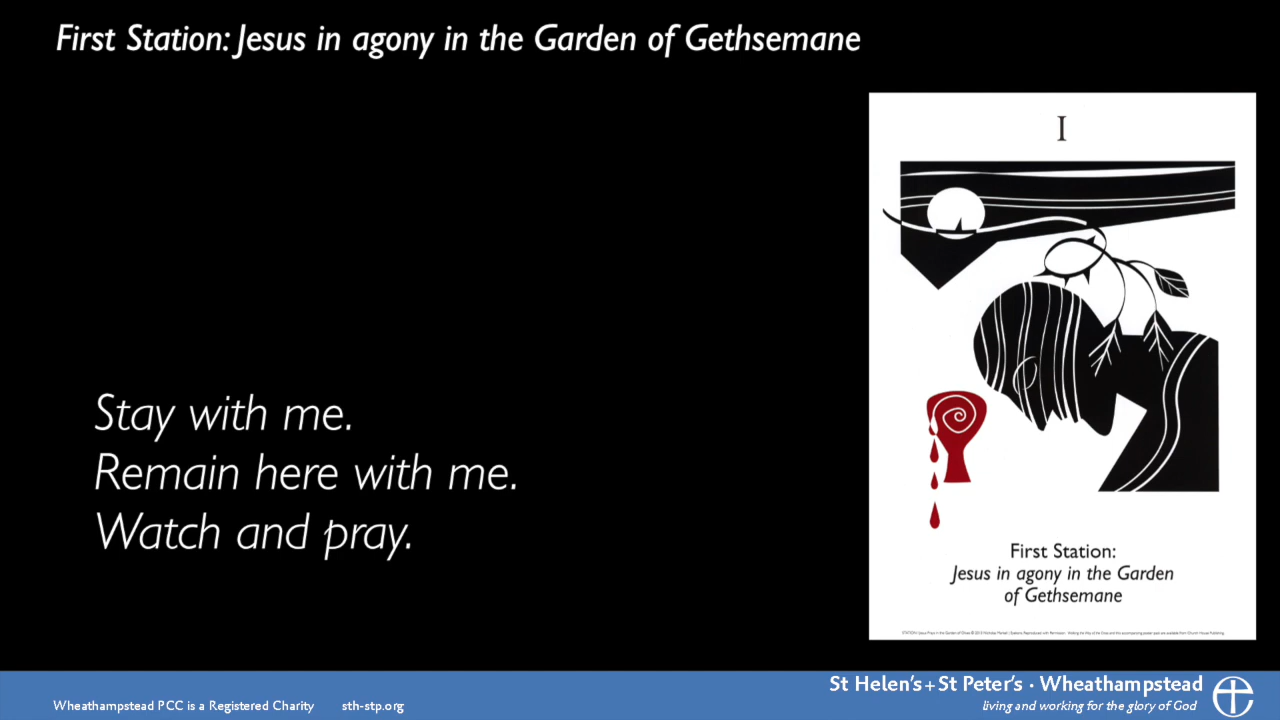 First Station: Jesus in agony in the Garden of Gethsemane
Stay with me.
Remain here with me.
Watch and pray.
I
First Station:
Jesus in agony in the Garden
of Gethsemane
St Helen's + St Peter's · Wheathampstead
living and working for the glory of God
Wheathampstead PCC is a Registered Charity sth-stp.org